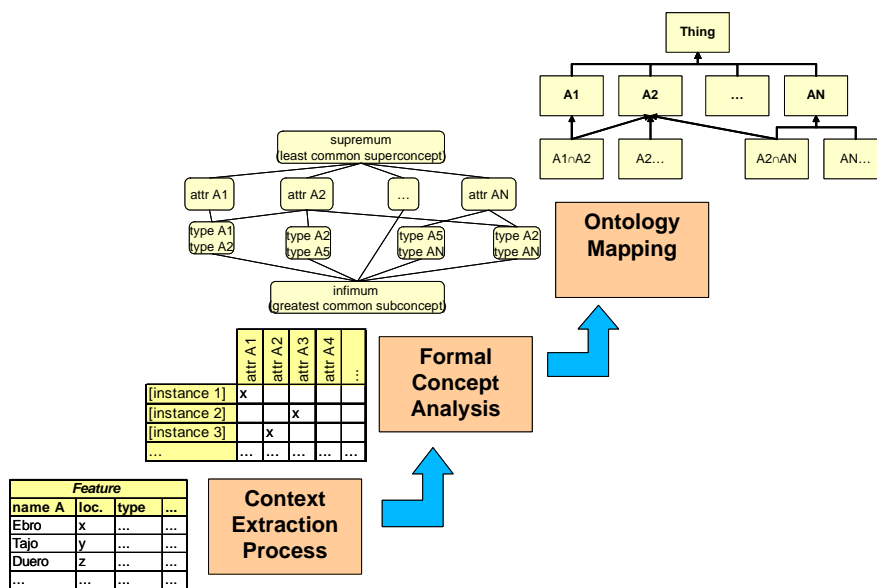 Thing
A1 A2 ... AN
A1∩A2 A2... A2∩AN AN...
supremum
(least common superconcept)
attr A1 attr A2 ... attr AN
type A1 type A2 type A5 type A2
type A2 type A5 type AN type AN
infimum
(greatest common subconcept)
Ontology
Mapping
attr A1 attr A2 attr A3 attr A4 ...
[instance 1] x
[instance 2] x
[instance 3] x
... ... ... ... ... ...
Formal
Concept
Analysis
Feature
name A loc. type ...
Ebro x ... ...
Tajo y ... ...
Duero z ... ...
... ... ... ...
Context
Extraction
Process